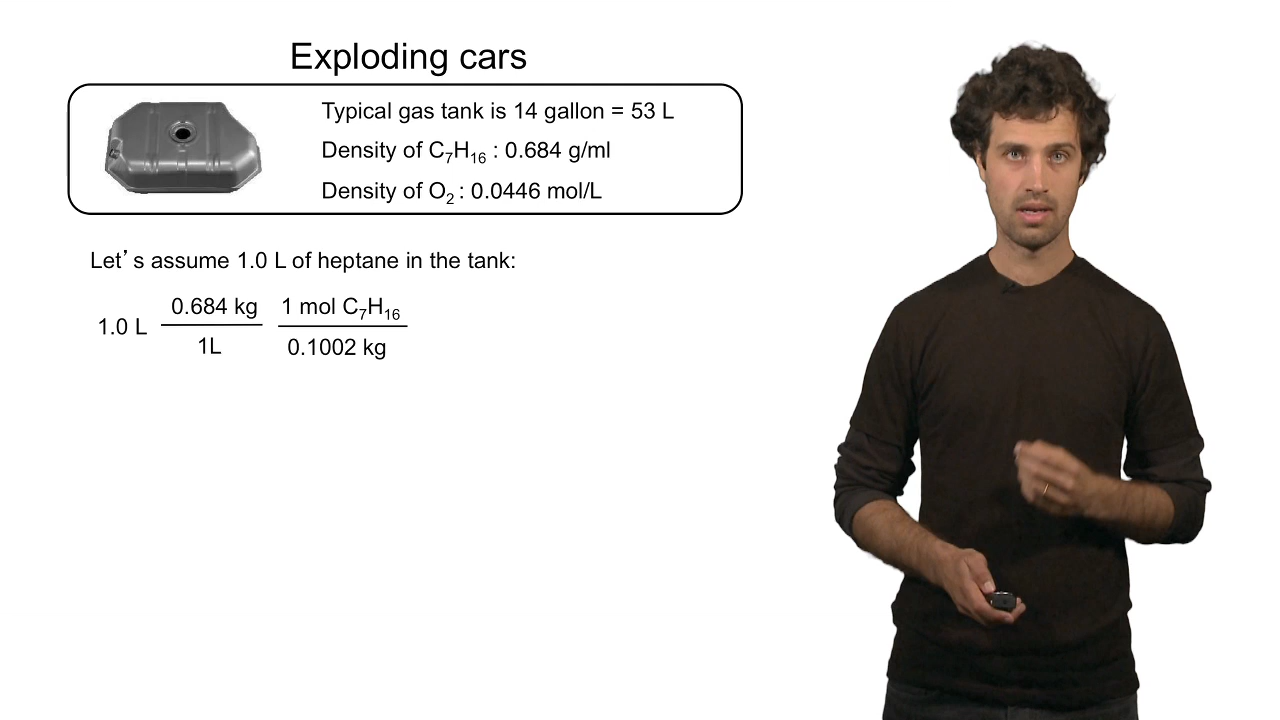 Exploding cars
Typical gas tank is 14 gallon = 53 L
Density of C₇H₁₆ : 0.684 g/ml
Density of O₂ : 0.0446 mol/L
Let’s assume 1.0 L of heptane in the tank:
0.684 kg 1 mol C₇H₁₆
1.0 L
1L 0.1002 kg